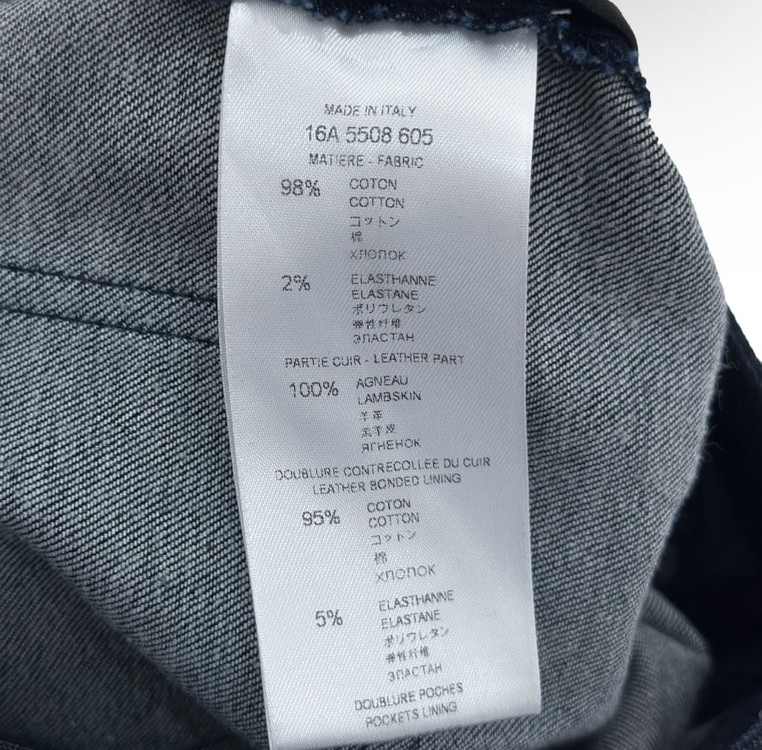 MADE IN ITALY
16A 5508 605
MATIERE - FABRIC
98% COTON
COTTON
コットン
棉
ХЛОПОК
2% ELASTHANNE
ELASTANE
ポリウレタン
弹性纤维
ЭЛАСТАН
PARTIE CUIR - LEATHER PART
100% AGNEAU
LAMBSKIN
羊革
羔羊皮
ЯГНЕНОК
DOUBLURE CONTRECOLLEE DU CUIR
LEATHER BONDED LINING
95% COTON
COTTON
コットン
棉
ХЛОПОК
5% ELASTHANNE
ELASTANE
ポリウレタン
弹性纤维
ЭЛАСТАН
DOUBLURE POCHES
POCKETS LINING